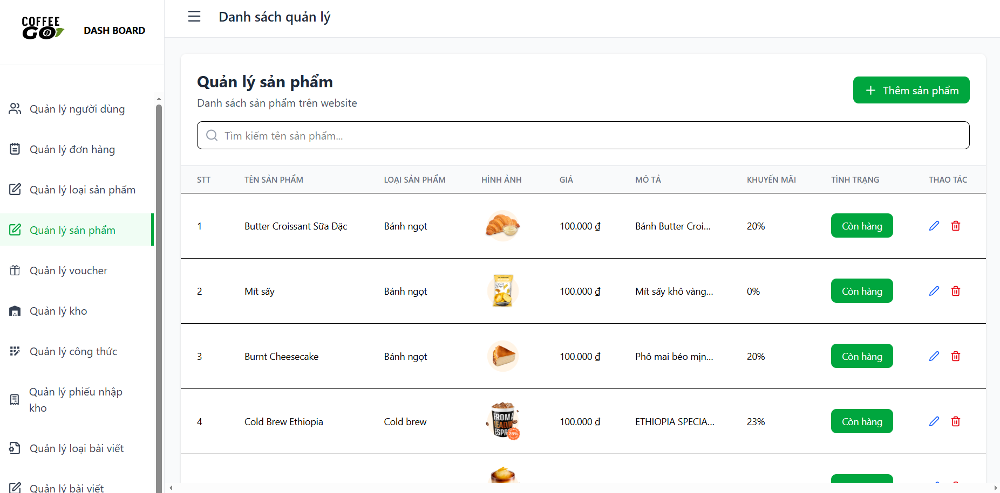 COFFEE
GO
DASH BOARD
Danh sách quản lý
Quản lý người dùng
Quản lý đơn hàng
Quản lý loại sản phẩm
Quản lý sản phẩm
Quản lý voucher
Quản lý kho
Quản lý công thức
Quản lý phiếu nhập
kho
Quản lý loại bài viết
Quản lý bài viết
Quản lý sản phẩm
Danh sách sản phẩm trên website
Thêm sản phẩm
Tìm kiếm tên sản phẩm...
STT TÊN SẢN PHẨM LOẠI SẢN PHẨM HÌNH ẢNH GIÁ MÔ TẢ KHUYẾN MÃI TÌNH TRẠNG THAO TÁC
1 Butter Croissant Sữa Đặc Bánh ngọt 100.000 ₫ Bánh Butter Croi... 20% Còn hàng
2 Mít sấy Bánh ngọt 100.000 ₫ Mít sấy khô vàng... 0% Còn hàng
3 Burnt Cheesecake Bánh ngọt 100.000 ₫ Phô mai béo mịn... 20% Còn hàng
4 Cold Brew Ethiopia Cold brew 100.000 ₫ ETHIOPIA SPECIA... 23% Còn hàng
FROM A
LEADIN
ESPR
25%